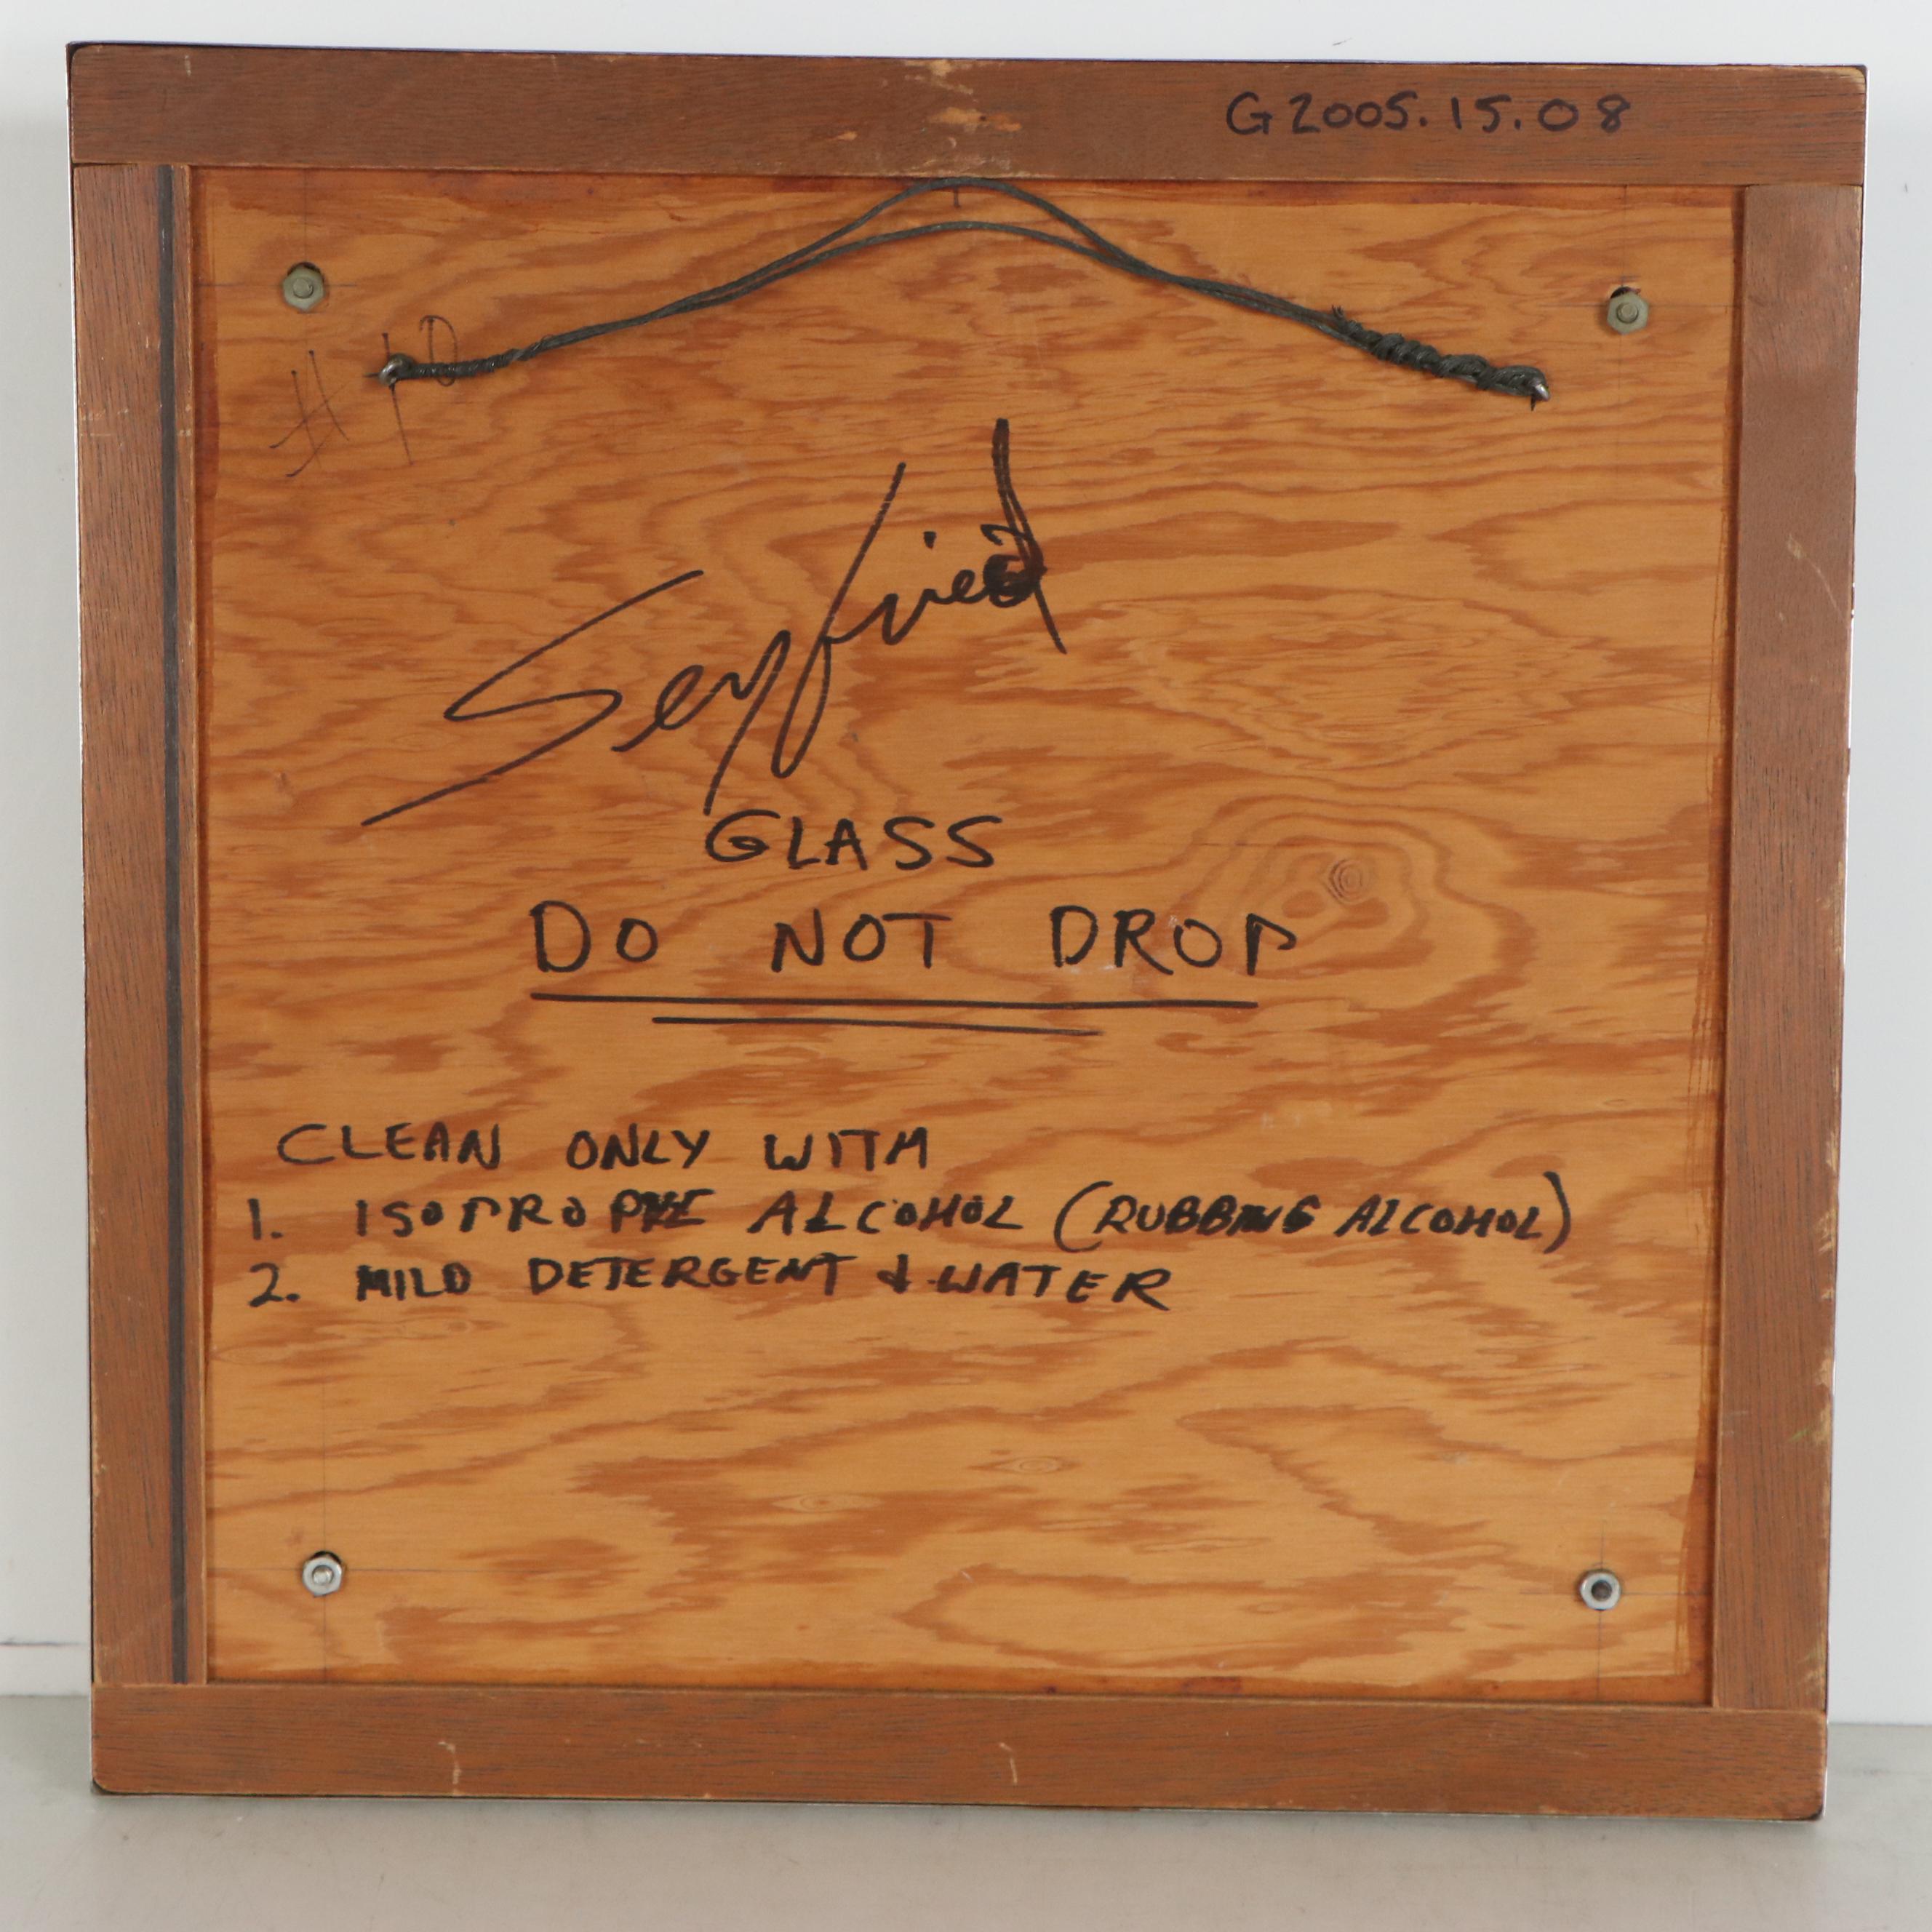 G2005.15.08
#10
Seyfried
GLASS
DO NOT DROP
CLEAN ONLY WITH
1. ISOPROPYL ALCOHOL (RUBBING ALCOHOL)
2. MILD DETERGENT & WATER